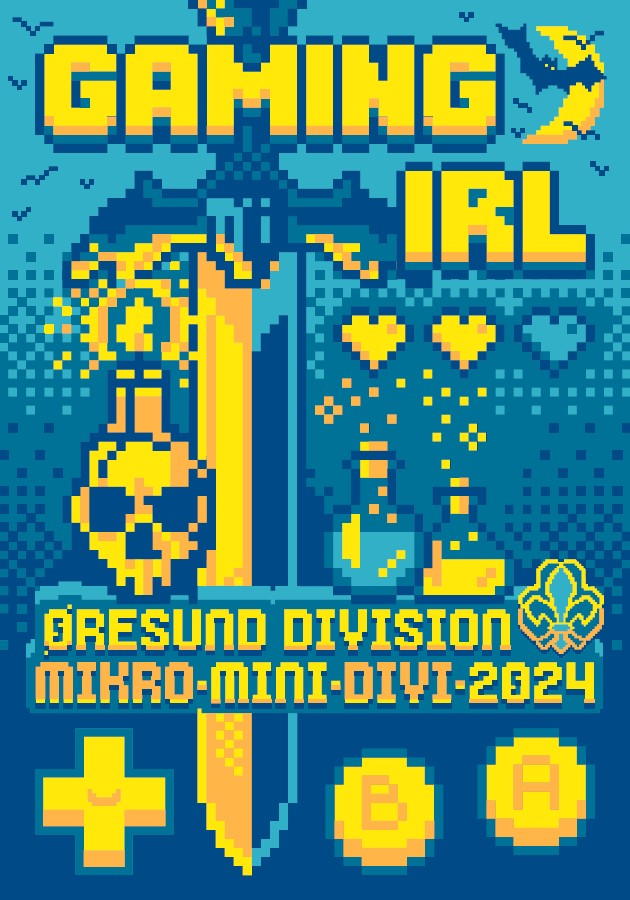 GAMING
IRL
ØRESUND DIVISION
MIKRO·MINI·DIVI·2024
B
A